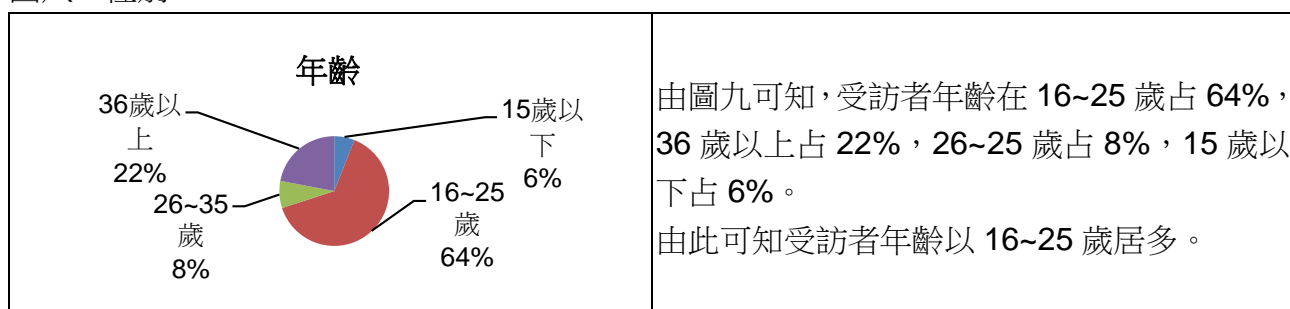 年齡
36歲以
上
22%
15歲以
下
6%
26~35
歲
8%
16~25
歲
64%
由圖九可知，受訪者年齡在 16~25 歲占 64%，
36 歲以上占 22%，26~25 歲占 8%，15 歲以
下占 6%。
由此可知受訪者年齡以 16~25 歲居多。